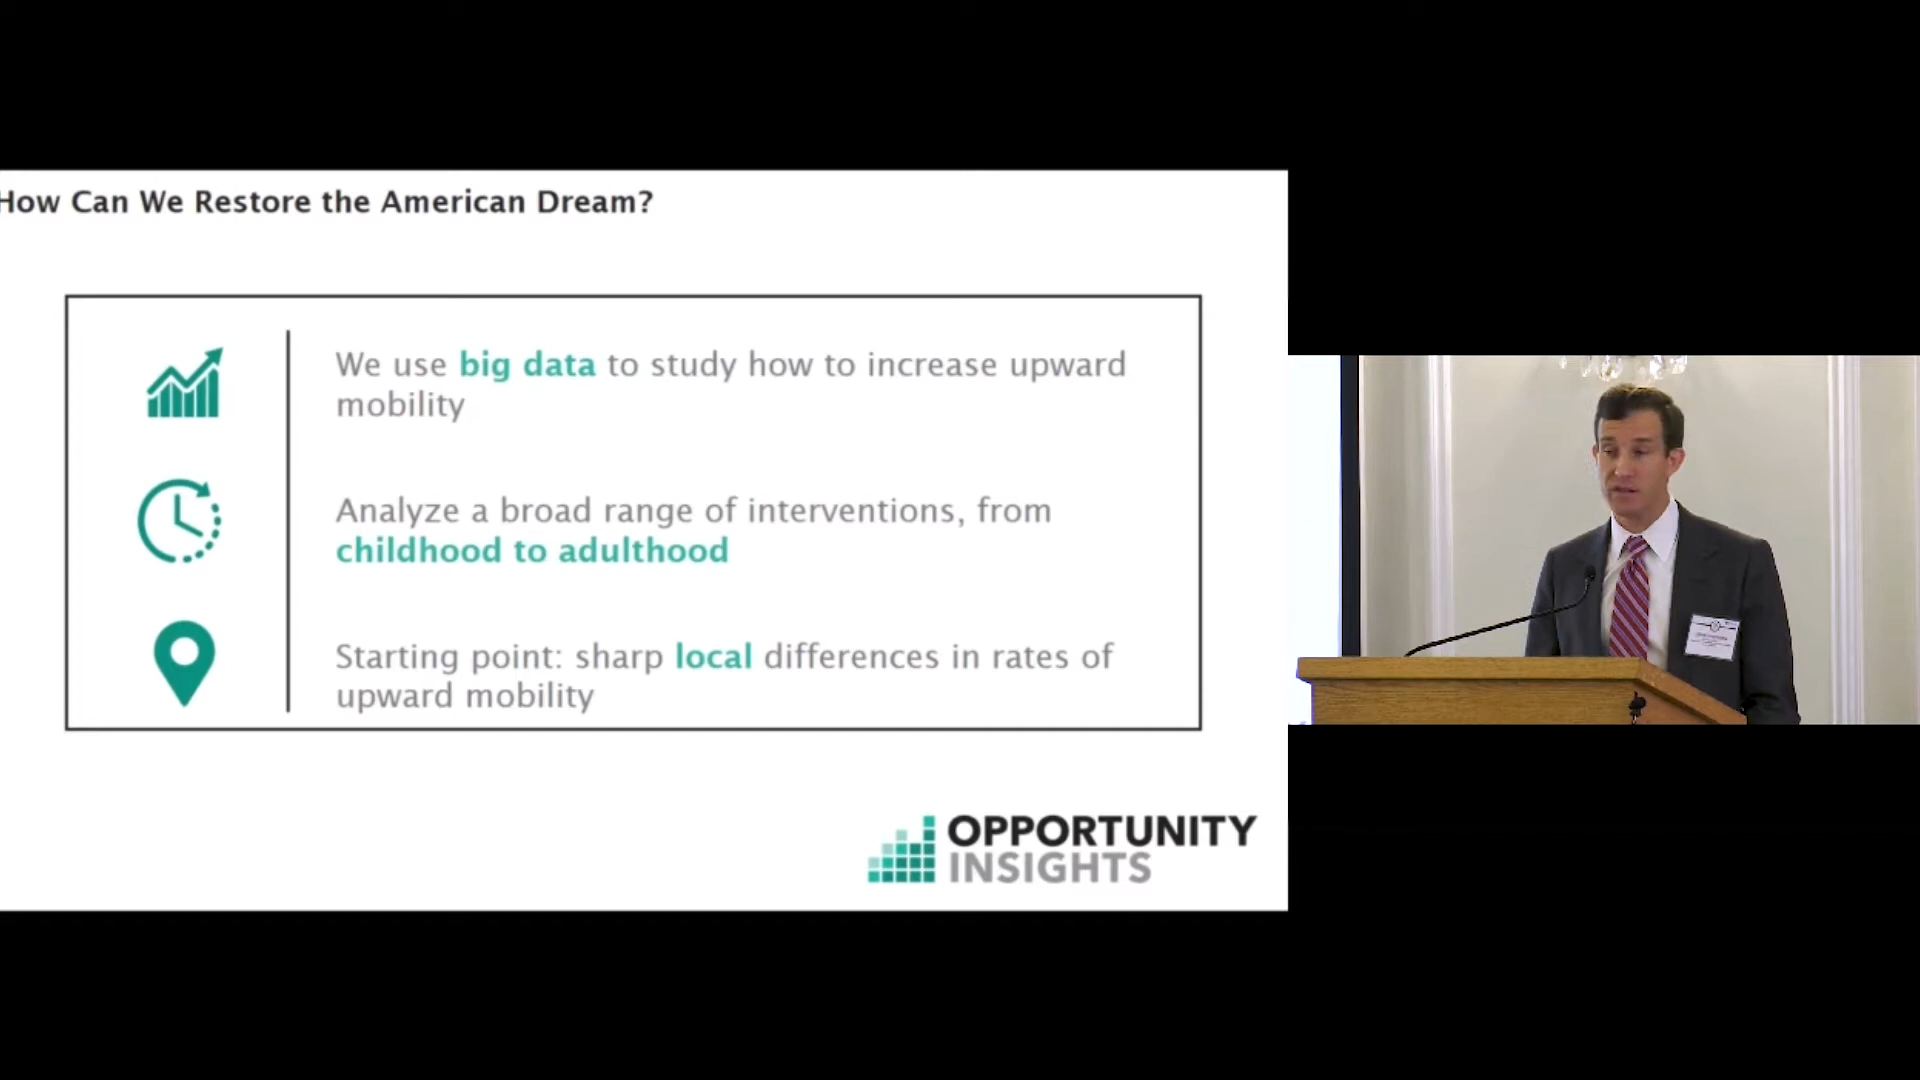 How Can We Restore the American Dream?
We use big data to study how to increase upward
mobility
Analyze a broad range of interventions, from
childhood to adulthood
Starting point: sharp local differences in rates of
upward mobility
OPPORTUNITY
INSIGHTS